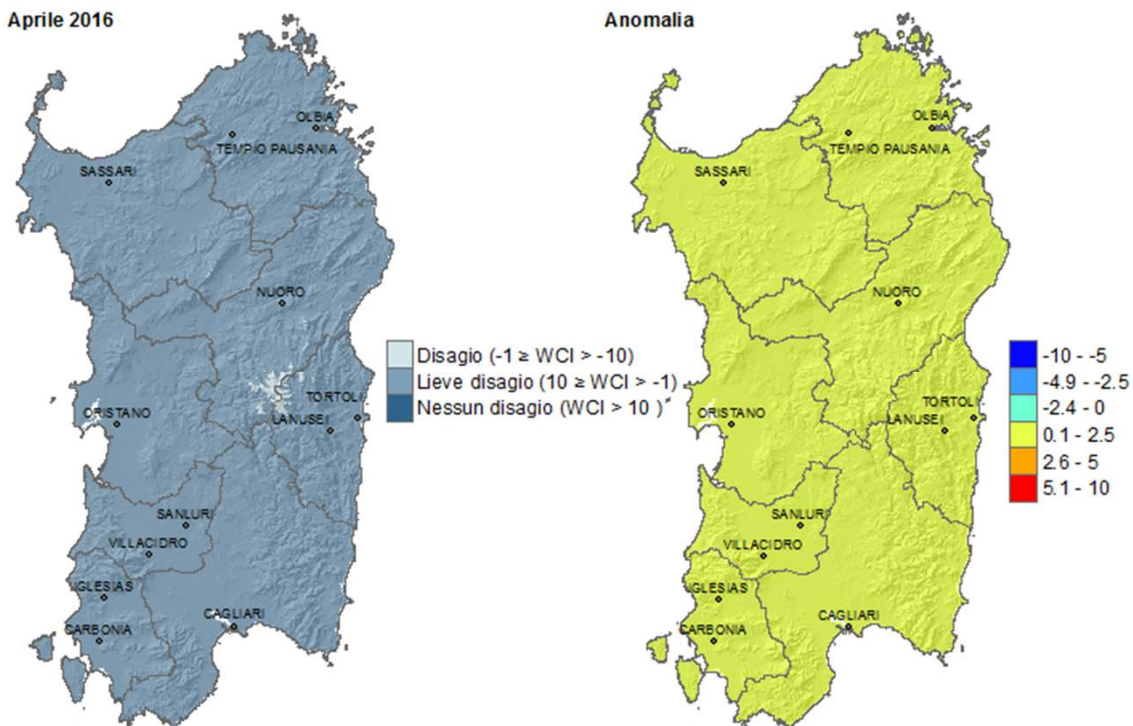 Aprile 2016
OLBIA
TEMPIO PAUSANIA
SASSARI
NUORO
TORTOLI
ORISTANO
LANUSEI
SANLURI
VILLACIDRO
IGLESIAS
CAGLIARI
CARBONIA
Disagio (-1 ≥ WCI > -10)
Lieve disagio (10 ≥ WCI > -1)
Nessun disagio (WCI > 10 )
Anomalia
OLBIA
TEMPIO PAUSANIA
SASSARI
NUORO
TORTOLI
ORISTANO
LANUSEI
SANLURI
VILLACIDRO
IGLESIAS
CAGLIARI
CARBONIA
-10 - -5
-4.9 - -2.5
-2.4 - 0
0.1 - 2.5
2.6 - 5
5.1 - 10